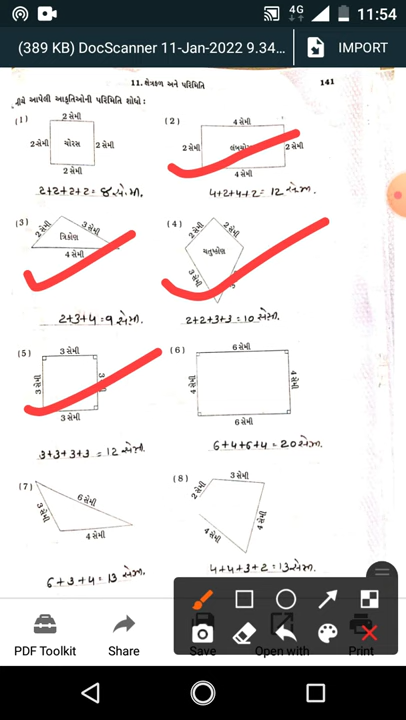 4G
11:54
(389 KB) DocScanner 11-Jan-2022 9.34...
IMPORT
11. ક્ષેત્રફળ અને પરિમિતિ
141
નીચે આપેલી આકૃતિઓની પરિમિતિ શોધો :
(1)
2 સેમી
2 સેમી
ચોરસ
2 સેમી
2 સેમી
2+2+2+2=8 સેમી.
(2)
4 સેમી
2 સેમી
2 સેમી
4 સેમી
4+2+4+2=12 સેમી.
(3)
2 સેમી
3 સેમી
ત્રિકોણ
4 સેમી
2+3+4=9 સેમી.
(4)
2 સેમી
2 સેમી
ચતુષ્કોણ
3 સેમી
2+2+3+3=10 સેમી.
(5)
3 સેમી
3 સેમી
3 સેમી
3+3+3+3=12 સેમી.
(6)
6 સેમી
4 સેમી
4 સેમી
6 સેમી
6+4+6+4=20 સેમી.
(7)
6 સેમી
3 સેમી
4 સેમી
6+3+4=13 સેમી.
(8)
3 સેમી
2 સેમી
4 સેમી
4 સેમી
4+4+3+2=13 સેમી.
PDF Toolkit
Share
Save
Open with
Print